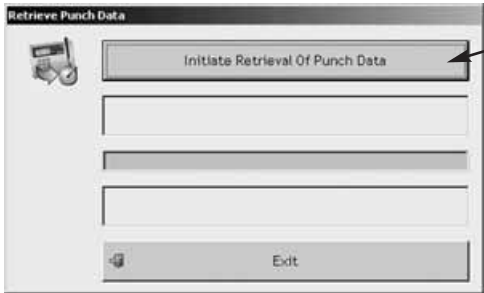 Retrieve Punch Data
Initiate Retrieval Of Punch Data
Exit